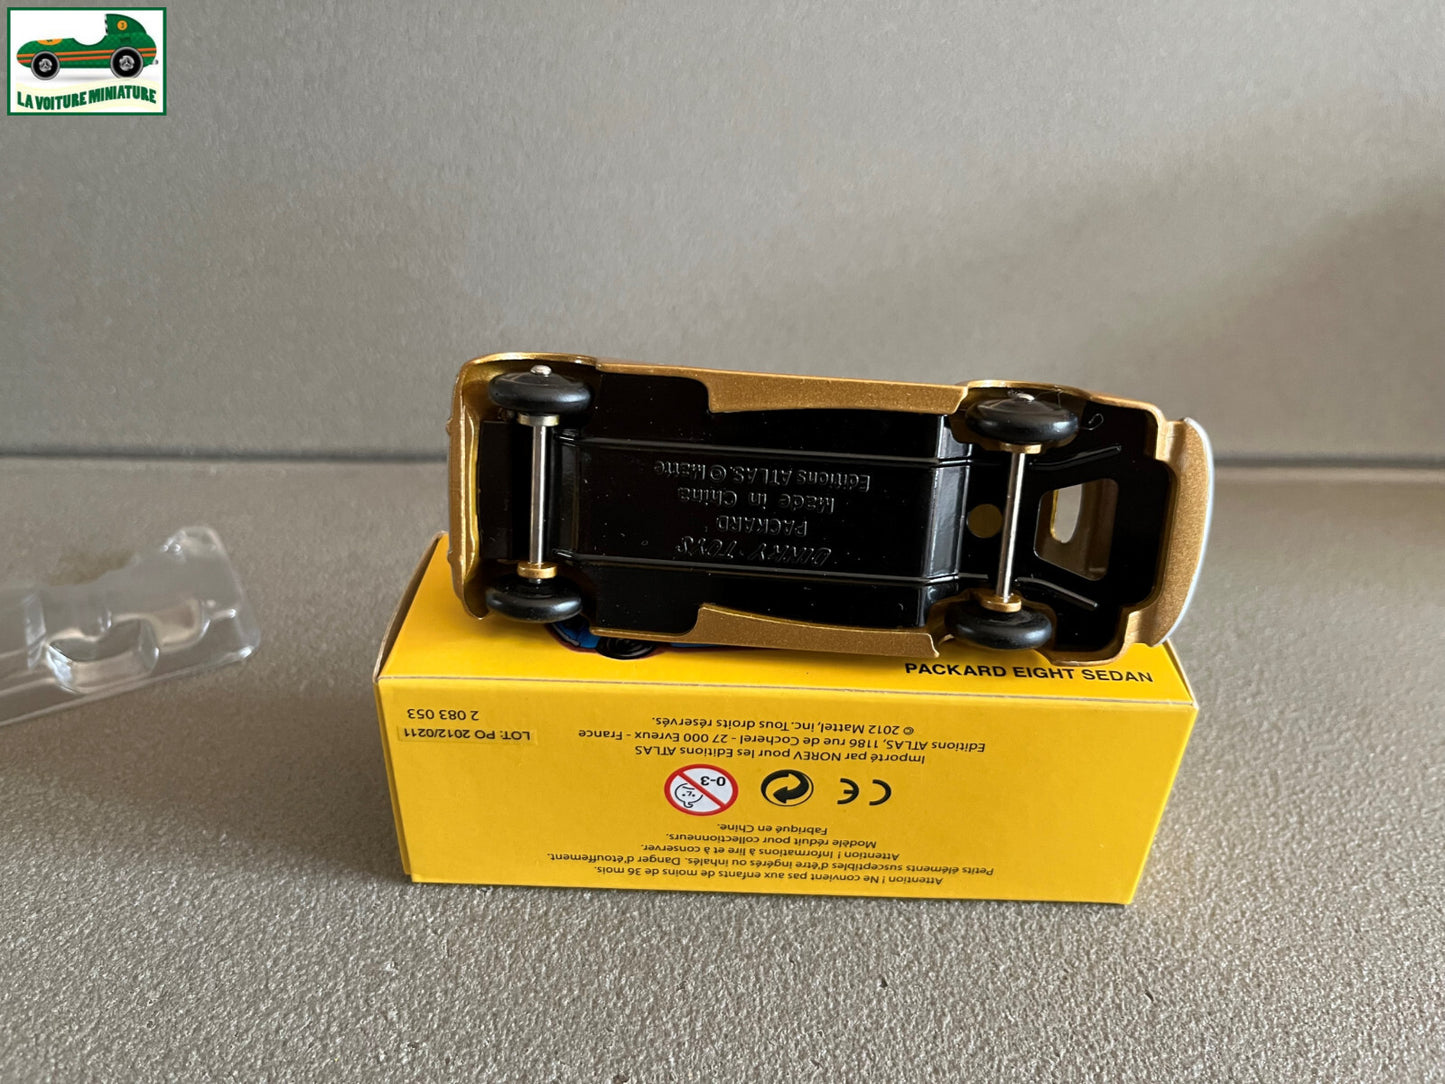 LA VOITURE MINIATURE
DINKY TOYS
PACKARD
Made in China
Editions ATLAS. © Mattel
PACKARD EIGHT SEDAN
Attention ! Ne convient pas aux enfants de moins de 36 mois.
Petits éléments susceptibles d'être ingérés ou inhalés. Danger d'étouffement.
Attention ! Informations à lire et à conserver.
Modèle réduit pour collectionneurs.
Fabriqué en Chine.
CE
0-3
Importé par NOREV pour les Editions ATLAS
Editions ATLAS, 1186 rue de Cocherel - 27 000 Evreux - France
© 2012 Mattel, inc. Tous droits réservés.
LOT: PO 2012/0211
2 083 053